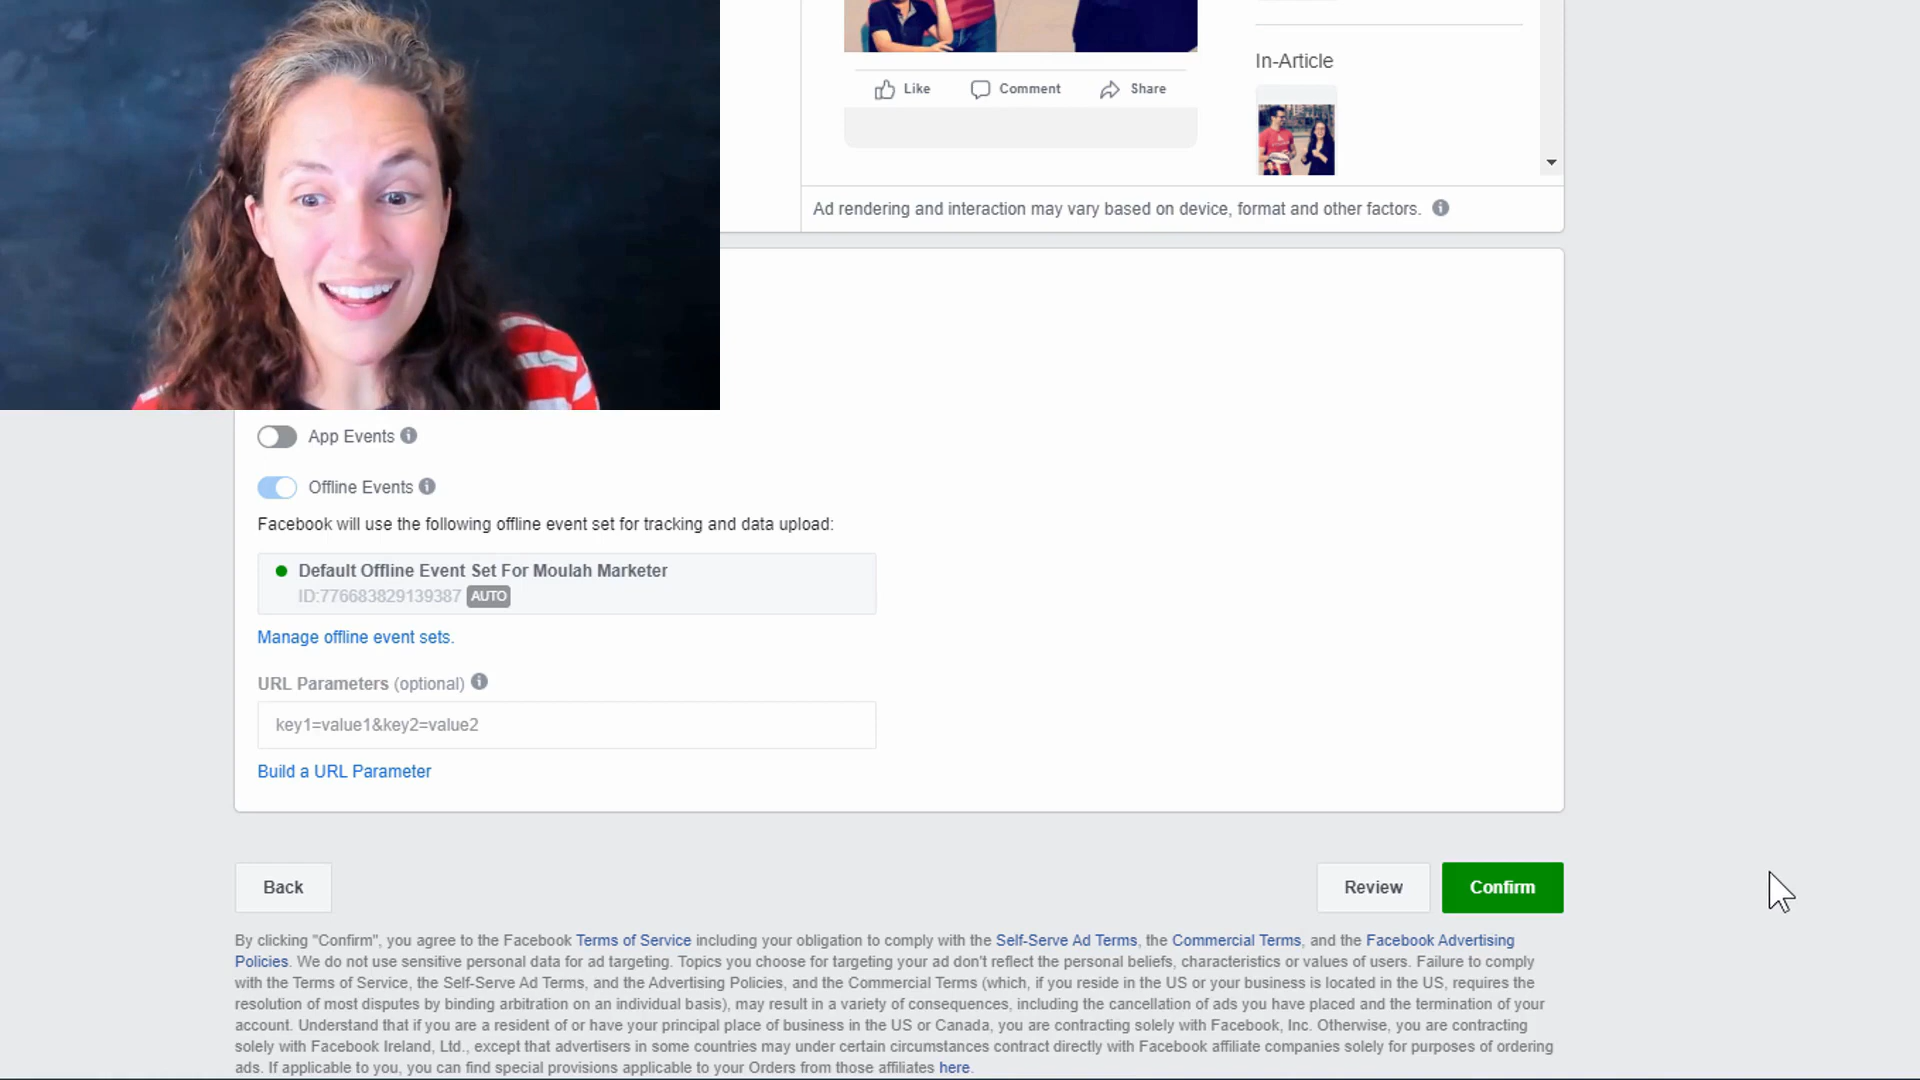 Like Comment Share
In-Article
Ad rendering and interaction may vary based on device, format and other factors.
App Events
Offline Events
Facebook will use the following offline event set for tracking and data upload:
Default Offline Event Set For Moulah Marketer
ID:776683829139387 AUTO
Manage offline event sets.
URL Parameters (optional)
key1=value1&key2=value2
Build a URL Parameter
Back Review Confirm
By clicking "Confirm", you agree to the Facebook Terms of Service including your obligation to comply with the Self-Serve Ad Terms, the Commercial Terms, and the Facebook Advertising
Policies. We do not use sensitive personal data for ad targeting. Topics you choose for targeting your ad don't reflect the personal beliefs, characteristics or values of users. Failure to comply
with the Terms of Service, the Self-Serve Ad Terms, and the Advertising Policies, and the Commercial Terms (which, if you reside in the US or your business is located in the US, requires the
resolution of most disputes by binding arbitration on an individual basis), may result in a variety of consequences, including the cancellation of ads you have placed and the termination of your
account. Understand that if you are a resident of or have your principal place of business in the US or Canada, you are contracting solely with Facebook, Inc. Otherwise, you are contracting
solely with Facebook Ireland, Ltd., except that advertisers in some countries may under certain circumstances contract directly with Facebook affiliate companies solely for purposes of ordering
ads. If applicable to you, you can find special provisions applicable to your Orders from those affiliates here.